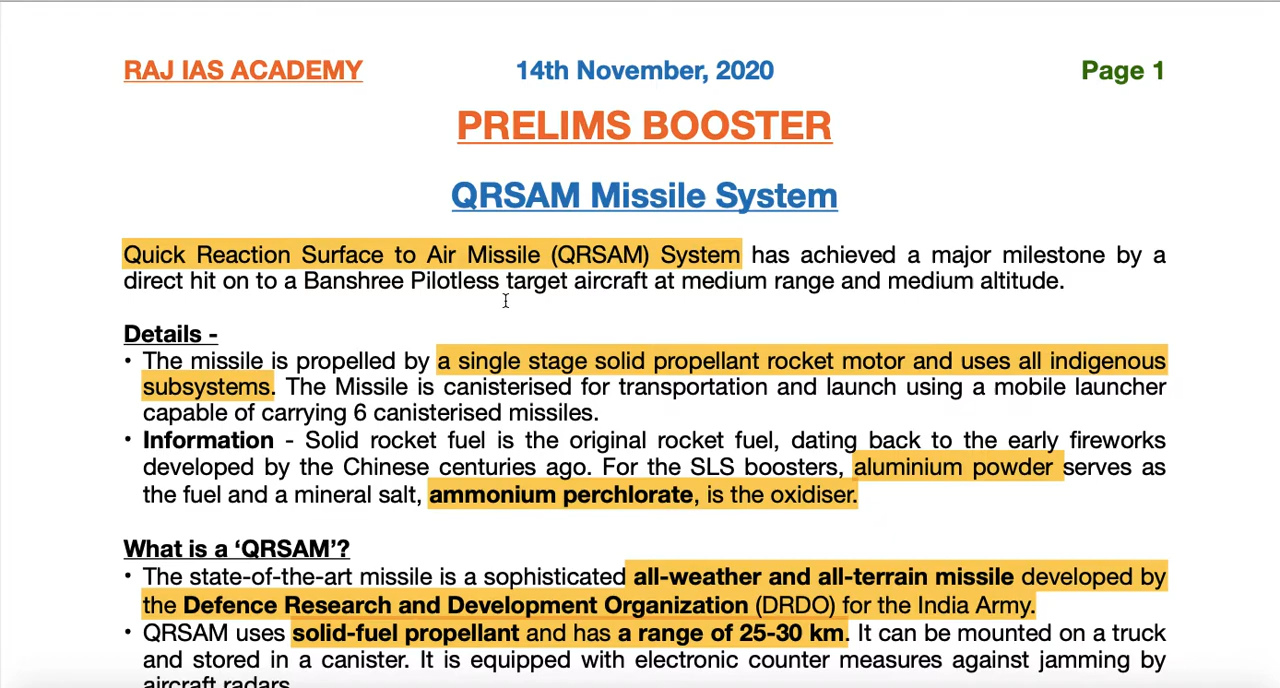 RAJ IAS ACADEMY 14th November, 2020 Page 1
PRELIMS BOOSTER
QRSAM Missile System
Quick Reaction Surface to Air Missile (QRSAM) System has achieved a major milestone by a
direct hit on to a Banshree Pilotless target aircraft at medium range and medium altitude.
Details -
• The missile is propelled by a single stage solid propellant rocket motor and uses all indigenous
subsystems. The Missile is canisterised for transportation and launch using a mobile launcher
capable of carrying 6 canisterised missiles.
• Information - Solid rocket fuel is the original rocket fuel, dating back to the early fireworks
developed by the Chinese centuries ago. For the SLS boosters, aluminium powder serves as
the fuel and a mineral salt, ammonium perchlorate, is the oxidiser.
What is a ‘QRSAM’?
• The state-of-the-art missile is a sophisticated all-weather and all-terrain missile developed by
the Defence Research and Development Organization (DRDO) for the India Army.
• QRSAM uses solid-fuel propellant and has a range of 25-30 km. It can be mounted on a truck
and stored in a canister. It is equipped with electronic counter measures against jamming by
aircraft radars.